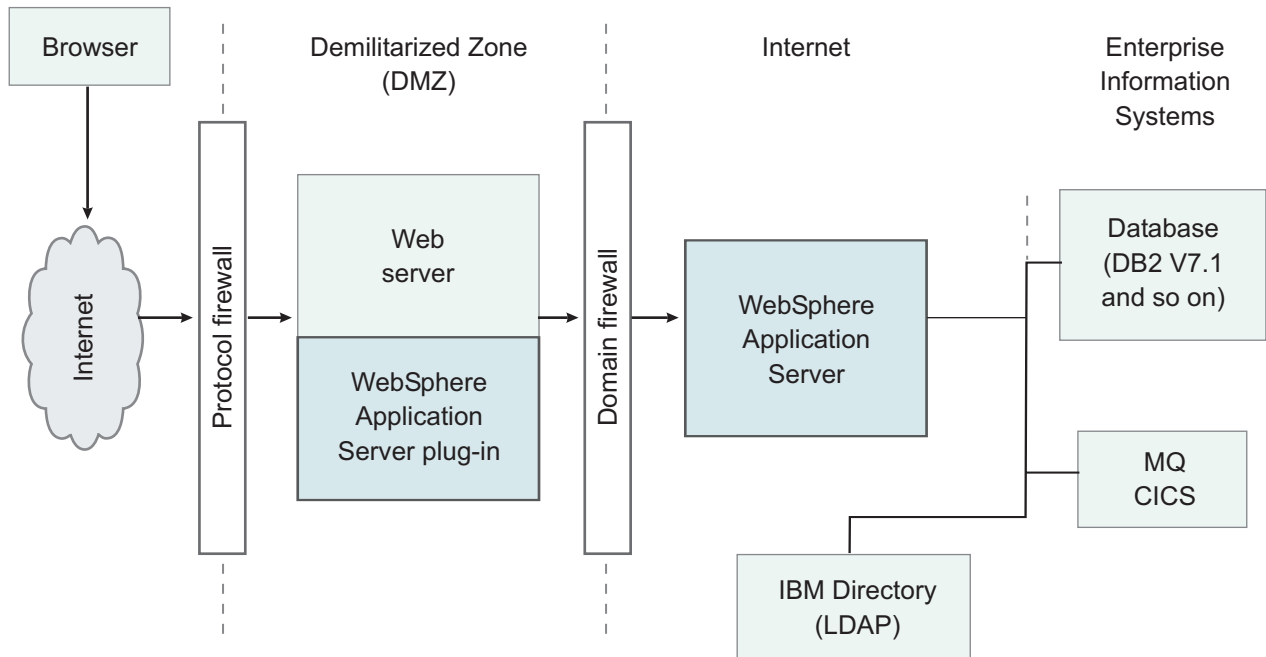 Browser
Demilitarized Zone
(DMZ)
Internet
Enterprise
Information
Systems
Internet
Protocol firewall
Web
server
WebSphere
Application
Server plug-in
Domain firewall
WebSphere
Application
Server
Database
(DB2 V7.1
and so on)
MQ
CICS
IBM Directory
(LDAP)